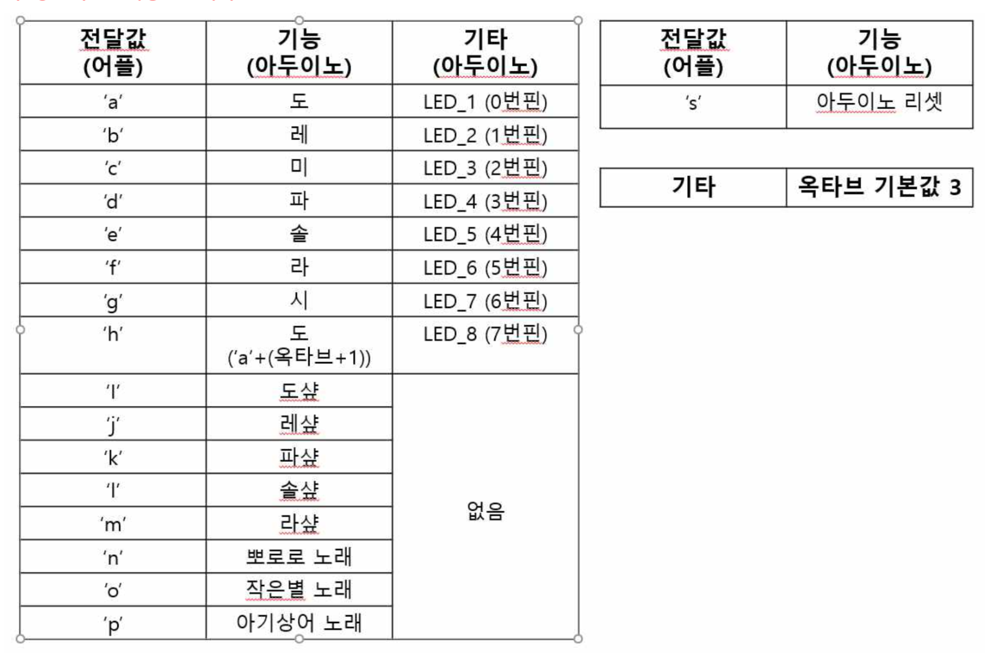 전달값 (어플) 기능 (아두이노) 기타 (아두이노)
‘a’ 도 LED_1 (0번핀)
‘b’ 레 LED_2 (1번핀)
‘c’ 미 LED_3 (2번핀)
‘d’ 파 LED_4 (3번핀)
‘e’ 솔 LED_5 (4번핀)
‘f’ 라 LED_6 (5번핀)
‘g’ 시 LED_7 (6번핀)
‘h’ 도 (‘a’+(옥타브+1)) LED_8 (7번핀)
‘I’ 도샾
‘j’ 레샾
‘k’ 파샾
‘l’ 솔샾
‘m’ 라샾
없음
‘n’ 뽀로로 노래
‘o’ 작은별 노래
‘p’ 아기상어 노래
전달값 (어플) 기능 (아두이노)
‘s’ 아두이노 리셋
기타 옥타브 기본값 3